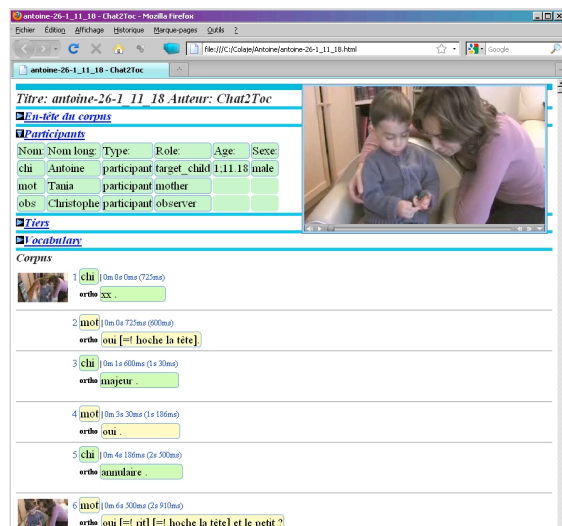 antoine-26-1_11_18 - Chat2Toc - Mozilla Firefox
Fichier Édition Affichage Historique Marque-pages Outils ?
file:///C:/Colaje/Antoine/antoine-26-1_11_18.html
Google
antoine-26-1_11_18 - Chat2Toc
Titre: antoine-26-1_11_18 Auteur: Chat2Toc
En-tête du corpus
Participants
Nom: Nom long: Type: Role: Age: Sexe:
chi Antoine participant target_child 1;11.18 male
mot Tania participant mother
obs Christophe participant observer
Tiers
Vocabulary
Corpus
1 chi | 0m 0s 0ms (725ms)
ortho xx .
2 mot | 0m 0s 725ms (600ms)
ortho oui [=! hoche la tête].
3 chi | 0m 1s 600ms (1s 30ms)
ortho majeur .
4 mot | 0m 3s 30ms (1s 186ms)
ortho oui .
5 chi | 0m 4s 186ms (2s 500ms)
ortho annulaire .
6 mot | 0m 6s 500ms (2s 910ms)
ortho oui [=! rit] [=! hoche la tête] et le petit ?